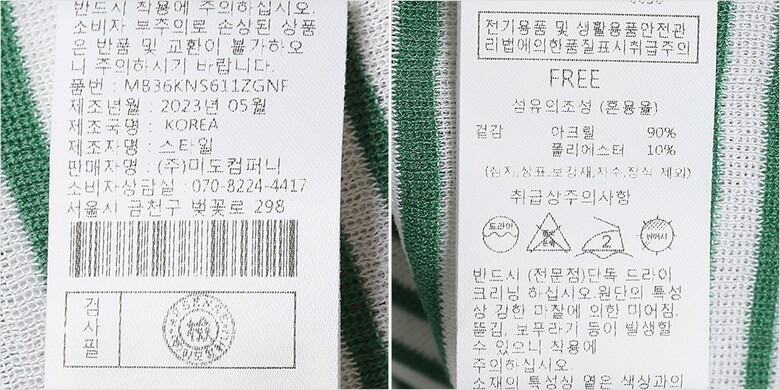 반드시 착용에 주의하십시오.
소비자 부주의로 손상된 상품
은 반품 및 교환이 불가하오
니 주의하시기 바랍니다.
품번 : MB36KNS611ZGNF
제조년월 : 2023년 05월
제조국명 : KOREA
제조자명 : 스타일
판매자명 : (주)미도컴퍼니
소비자상담실 : 070-8224-4417
서울시 금천구 벚꽃로 298
검사필
전기용품 및 생활용품안전관
리법에의한품질표시취급주의
FREE
섬유의조성 (혼용율)
겉감 아크릴 90%
폴리에스터 10%
(심지,상표,보강재,자수,장식 제외)
취급상주의사항
드라이
2
반드시 (전문점)단독 드라이
크리닝 하십시오.원단의 특성
상 강한 마찰에 의한 미어짐,
뜯김, 보푸라기 등이 발생할
수 있으니 착용에
주의하십시오.
소재의 특성상 옅은 색상과의